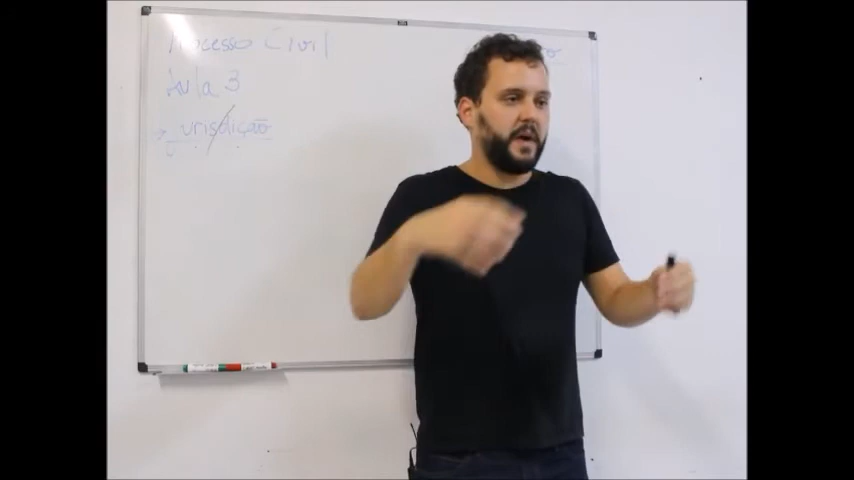 Processo Civil
Aula 3
→ Jurisdição